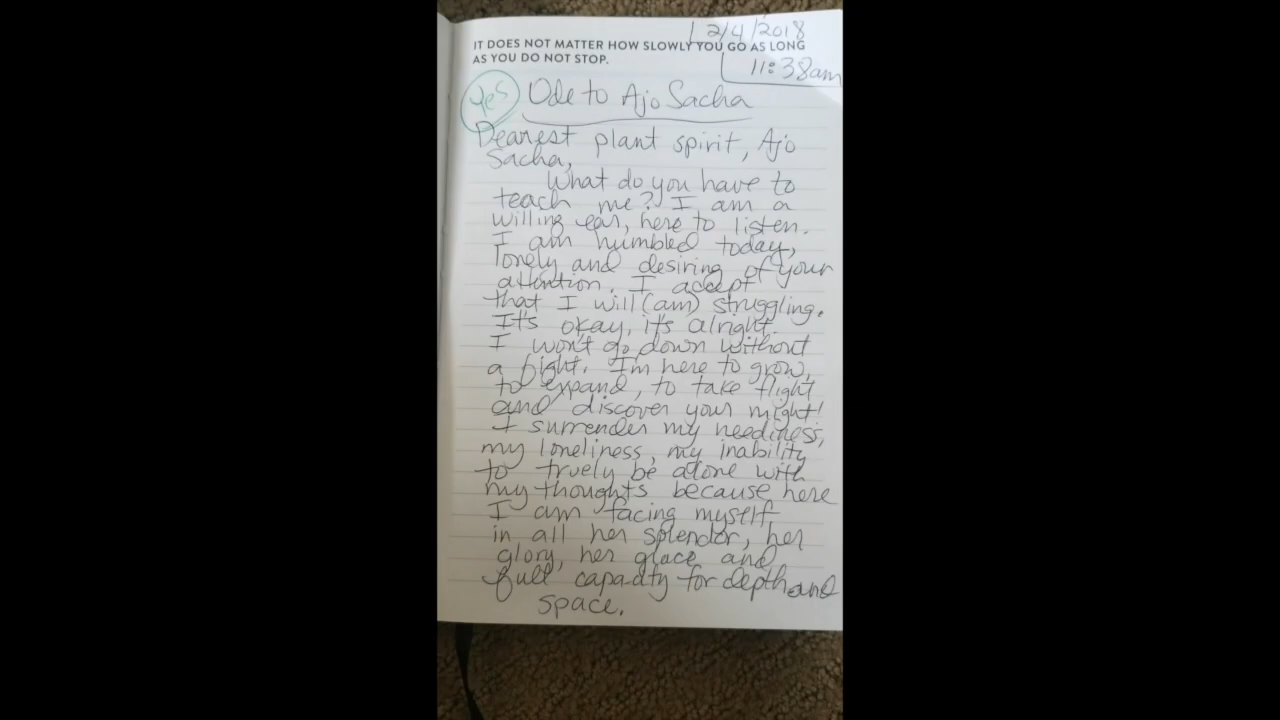 12/4/2018
IT DOES NOT MATTER HOW SLOWLY YOU GO AS LONG
AS YOU DO NOT STOP.
11:38am
Yes
Ode to Ajo Sacha
Dearest plant spirit, Ajo
Sacha,
What do you have to
teach me? I am a
willing ear, here to listen.
I am humbled today,
lonely and desiring of your
attention. I accept
that I will (am) struggling.
It's okay, it's alright.
I won't go down without
a fight. I'm here to grow,
to expand, to take flight
and discover your might!
I surrender my neediness,
my loneliness, my inability
to truely be alone with
my thoughts because here
I am facing myself,
in all her splendor, her
glory, her glace and
full capacity for depth and
space.